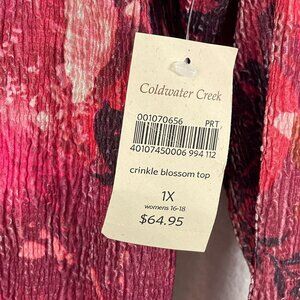 Coldwater Creek
001070656 PRT
40107450006 994 112
crinkle blossom top
1X
womens 16-18
$64.95